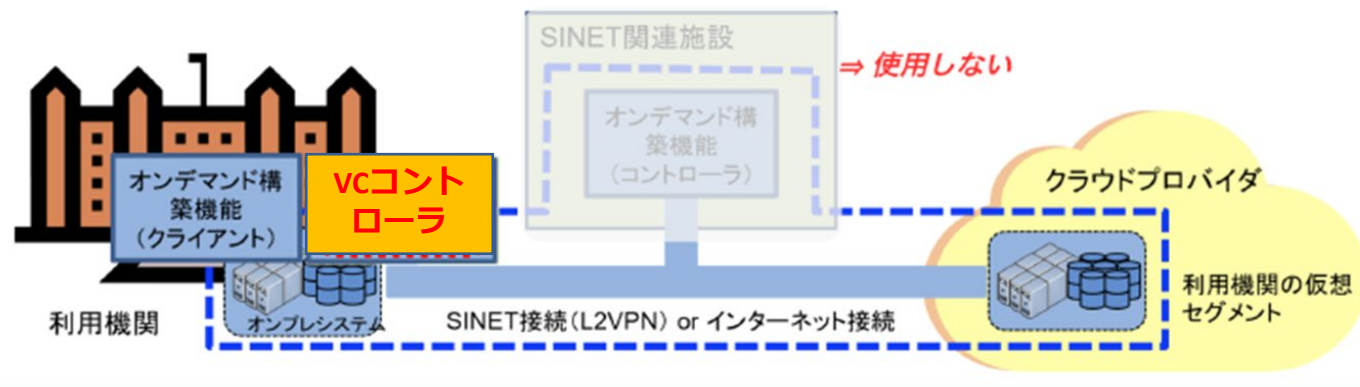 SINET関連施設
⇒ 使用しない
オンデマンド構
築機能
(コントローラ)
オンデマンド構
築機能
(クライアント)
VCコント
ローラ
クラウドプロバイダ
利用機関の仮想
セグメント
利用機関
オンプレシステム
SINET接続(L2VPN) or インターネット接続